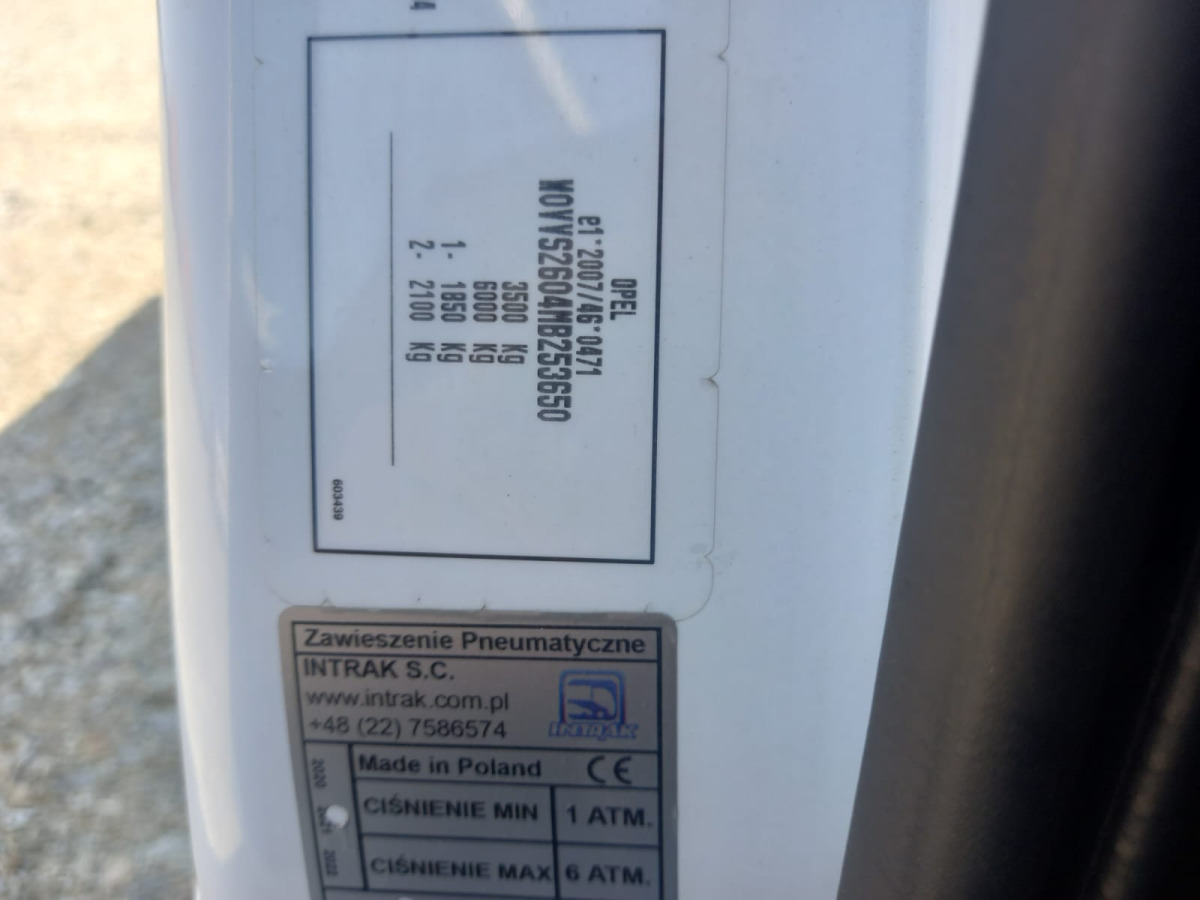 4
OPEL
e1*2007/46*0471
W0VVS2604MB253650
3500 Kg
6000 Kg
1- 1850 Kg
2- 2100 Kg
603439
Zawieszenie Pneumatyczne
INTRAK S.C.
www.intrak.com.pl
+48 (22) 7586574
INTRAK
Made in Poland CE
2020 2021 2022
CIŚNIENIE MIN 1 ATM.
CIŚNIENIE MAX 6 ATM.